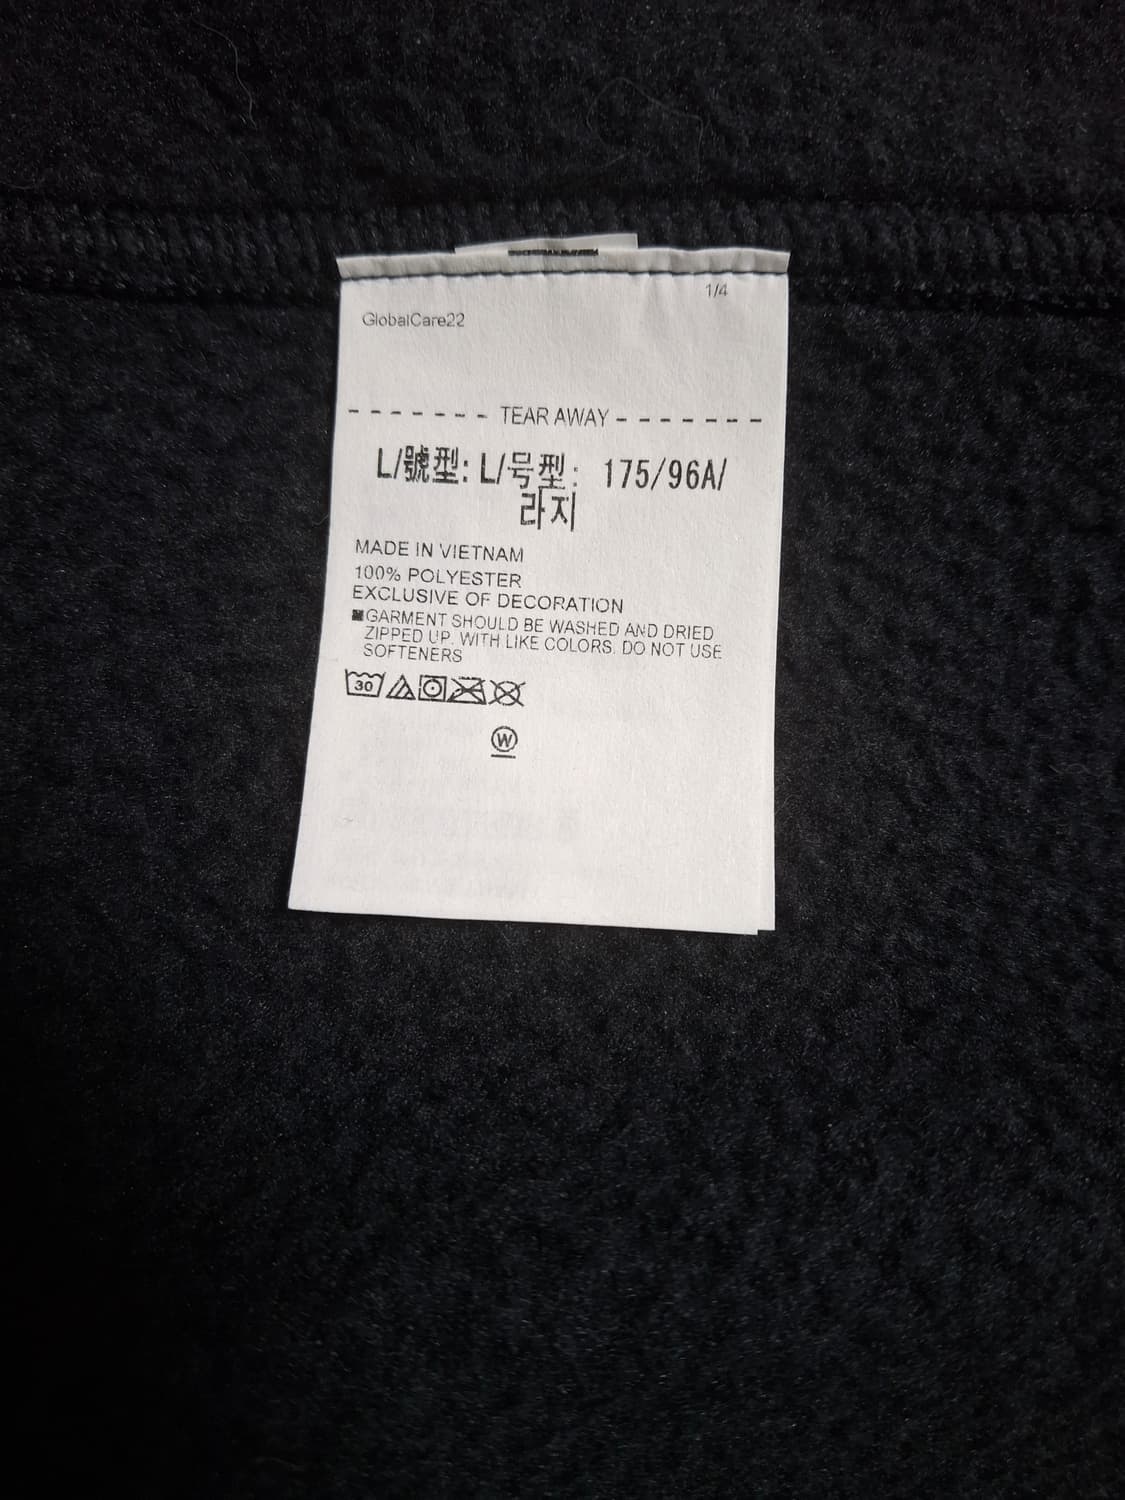 1/4
GlobalCare22
- - - - - - - TEAR AWAY - - - - - - -
L/號型: L/号型: 175/96A/
라지
MADE IN VIETNAM
100% POLYESTER
EXCLUSIVE OF DECORATION
■GARMENT SHOULD BE WASHED AND DRIED
ZIPPED UP. WITH LIKE COLORS. DO NOT USE
SOFTENERS
30
W